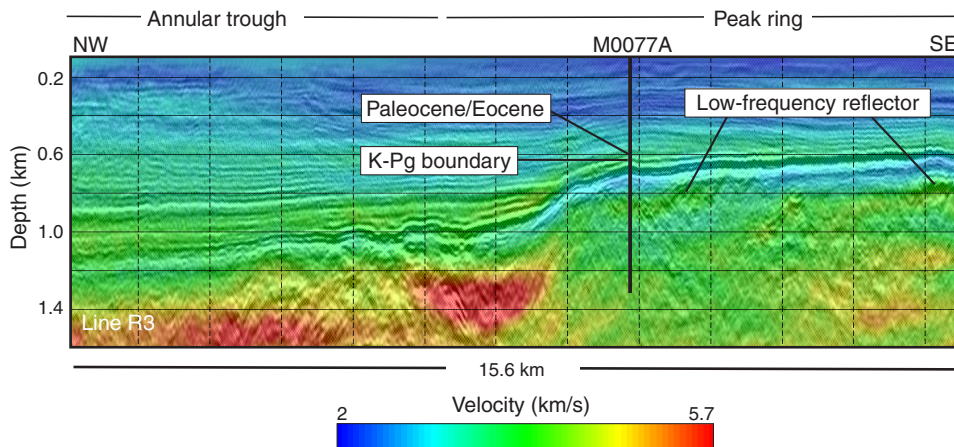 Annular trough
Peak ring
NW
M0077A
SE
0.2
0.6
1.0
1.4
Depth (km)
Paleocene/Eocene
Low-frequency reflector
K-Pg boundary
Line R3
15.6 km
Velocity (km/s)
2
5.7